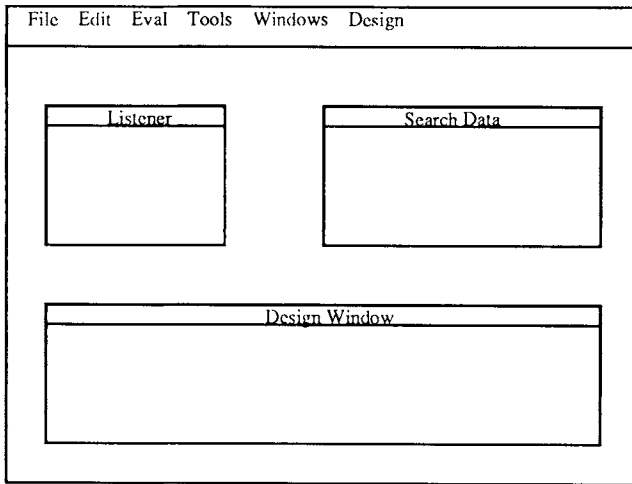 File Edit Eval Tools Windows Design
Listener
Search Data
Design Window